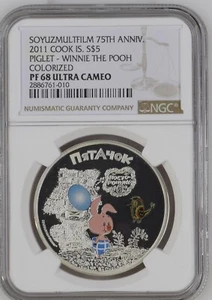 SOYUZMULTFILM 75TH ANNIV.
2011 COOK IS. S$5
PIGLET - WINNIE THE POOH
COLORIZED
PF 68 ULTRA CAMEO
2886761-010
NUMISMATIC GUARANTY COMPANY
NGC
ПЯТАЧОК